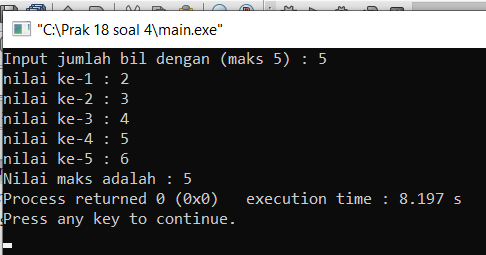 "C:\Prak 18 soal 4\main.exe"
Input jumlah bil dengan (maks 5) : 5
nilai ke-1 : 2
nilai ke-2 : 3
nilai ke-3 : 4
nilai ke-4 : 5
nilai ke-5 : 6
Nilai maks adalah : 5
Process returned 0 (0x0)   execution time : 8.197 s
Press any key to continue.